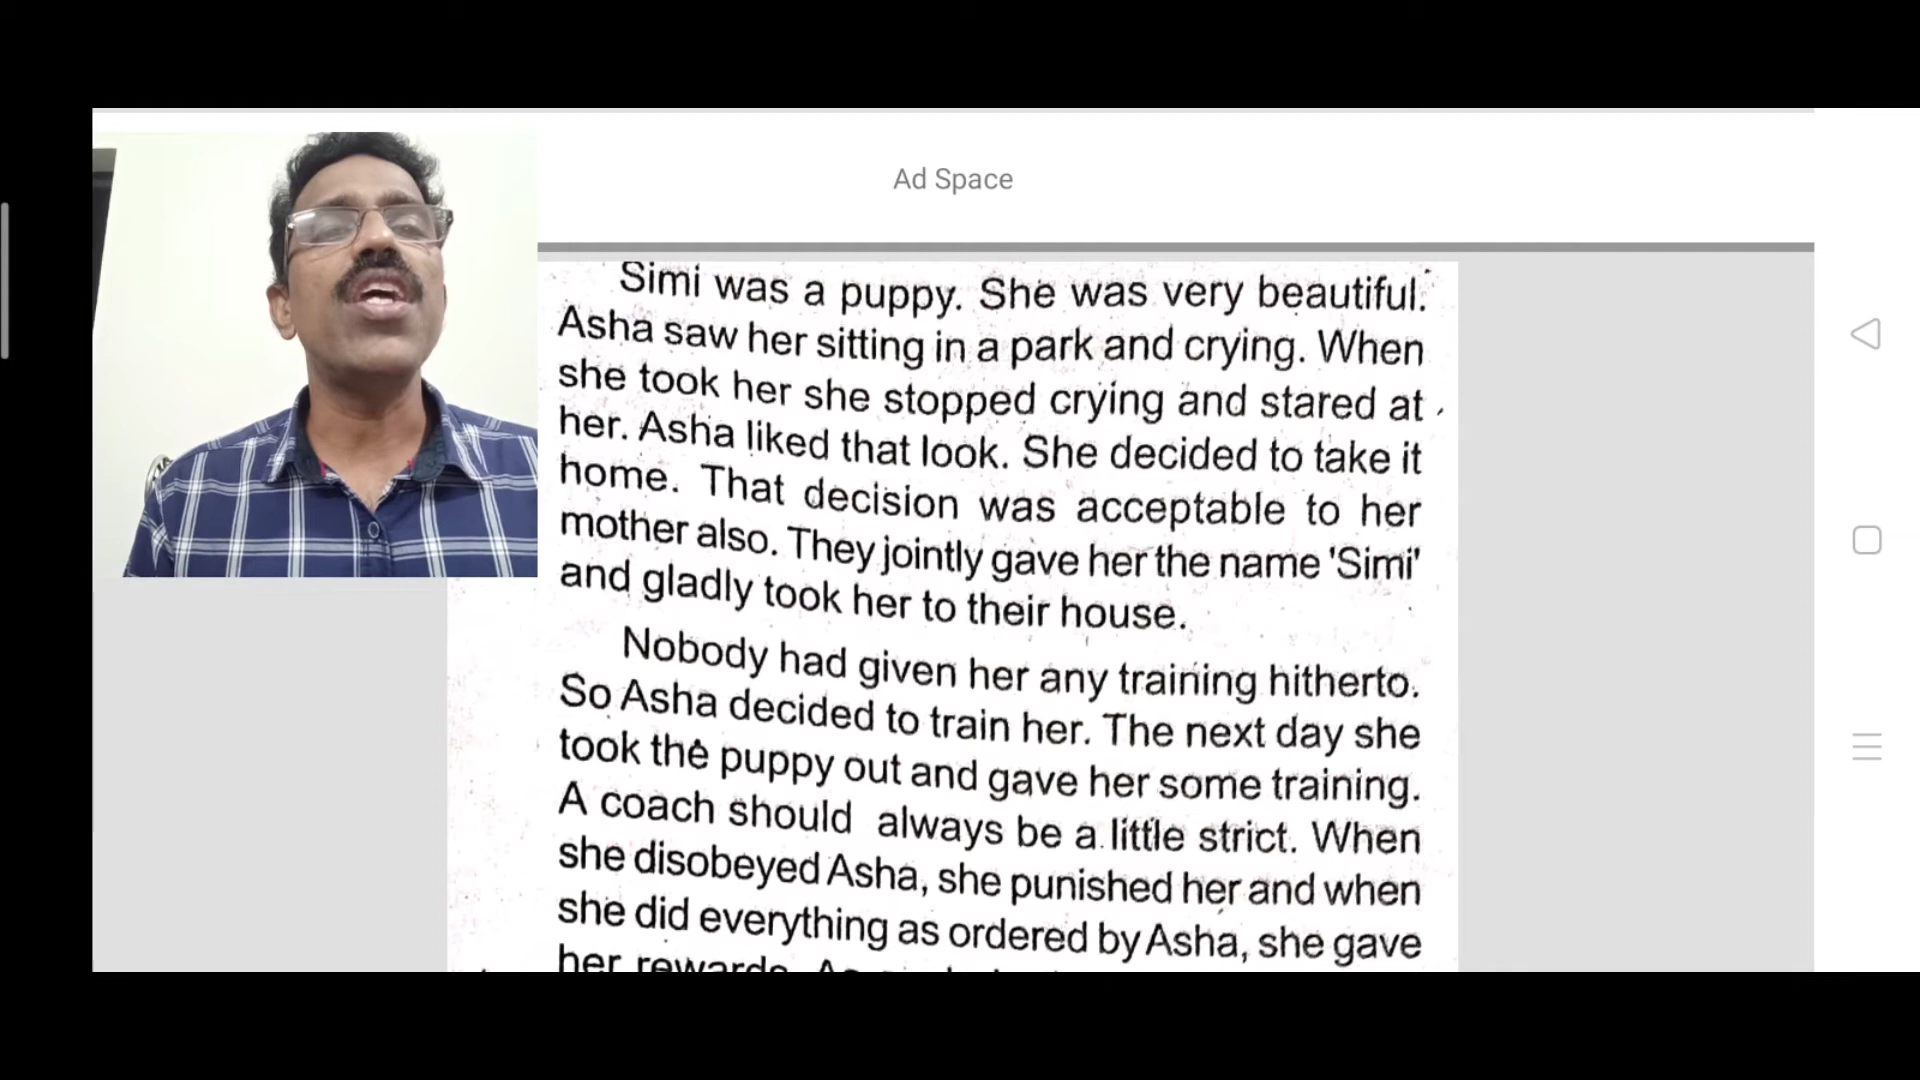 Ad Space
Simi was a puppy. She was very beautiful.
Asha saw her sitting in a park and crying. When
she took her she stopped crying and stared at
her. Asha liked that look. She decided to take it
home. That decision was acceptable to her
mother also. They jointly gave her the name 'Simi'
and gladly took her to their house.
Nobody had given her any training hitherto.
So Asha decided to train her. The next day she
took the puppy out and gave her some training.
A coach should always be a little strict. When
she disobeyed Asha, she punished her and when
she did everything as ordered by Asha, she gave
her rewards.